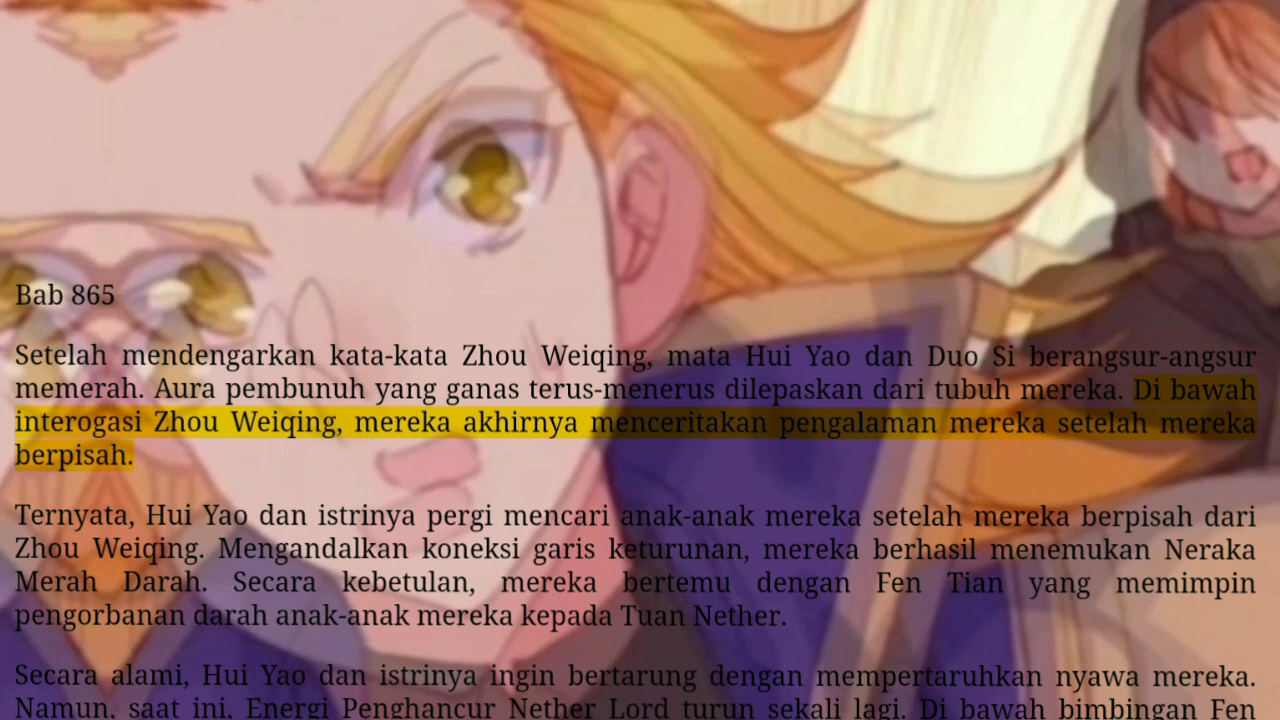 Bab 865
Setelah mendengarkan kata-kata Zhou Weiqing, mata Hui Yao dan Duo Si berangsur-angsur
memerah. Aura pembunuh yang ganas terus-menerus dilepaskan dari tubuh mereka. Di bawah
interogasi Zhou Weiqing, mereka akhirnya menceritakan pengalaman mereka setelah mereka
berpisah.
Ternyata, Hui Yao dan istrinya pergi mencari anak-anak mereka setelah mereka berpisah dari
Zhou Weiqing. Mengandalkan koneksi garis keturunan, mereka berhasil menemukan Neraka
Merah Darah. Secara kebetulan, mereka bertemu dengan Fen Tian yang memimpin
pengorbanan darah anak-anak mereka kepada Tuan Nether.
Secara alami, Hui Yao dan istrinya ingin bertarung dengan mempertaruhkan nyawa mereka.
Namun, saat ini, Energi Penghancur Nether Lord turun sekali lagi. Di bawah bimbingan Fen